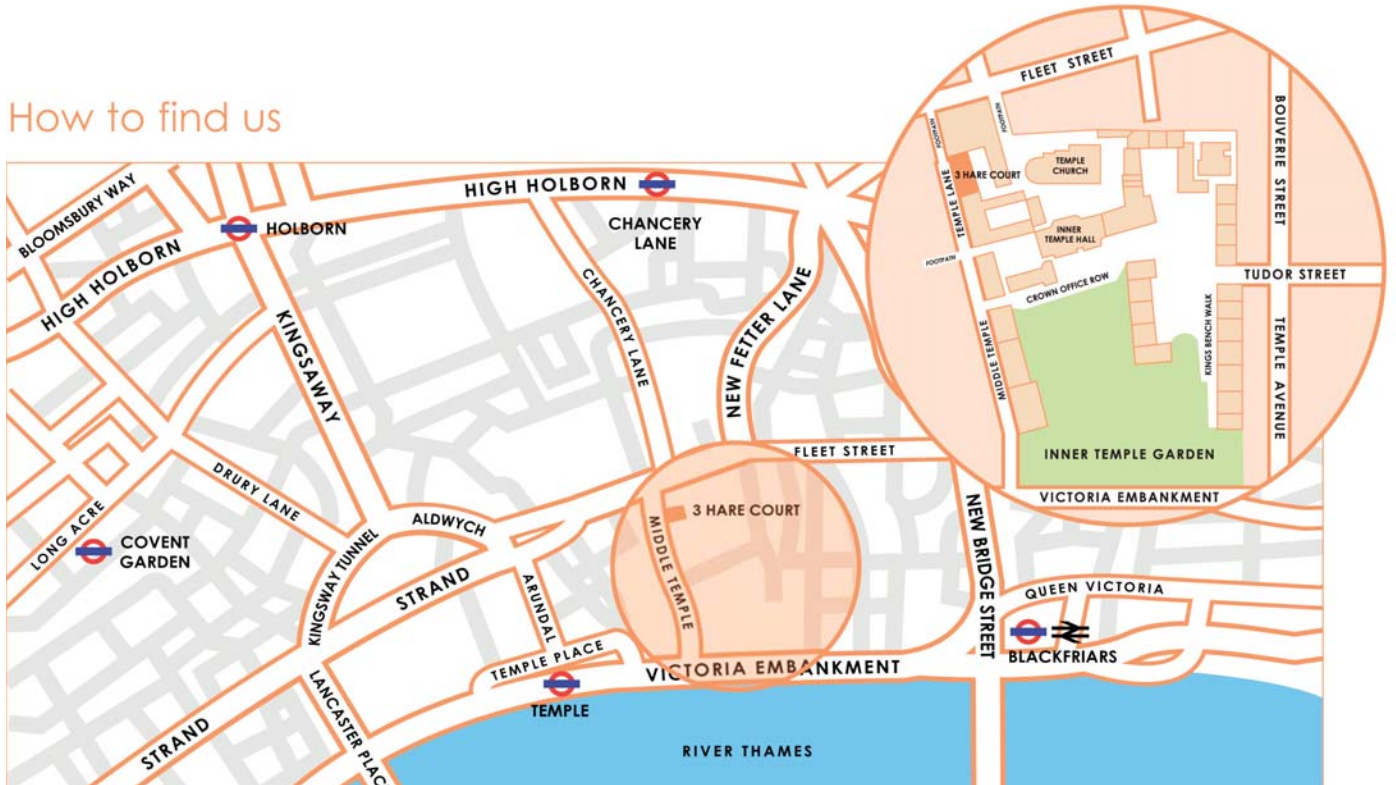 How to find us
BLOOMSBURY WAY
HIGH HOLBORN
HOLBORN
HIGH HOLBORN
CHANCERY
LANE
CHANCERY LANE
NEW FETTER LANE
KINGSAWAY
DRURY LANE
LONG ACRE
COVENT
GARDEN
KINGSWAY TUNNEL
ALDWYCH
STRAND
ARUNDAL
TEMPLE PLACE
TEMPLE
STRAND
LANCASTER PLAC
FLEET STREET
3 HARE COURT
MIDDLE TEMPLE
VICTORIA EMBANKMENT
NEW BRIDGE STREET
QUEEN VICTORIA
BLACKFRIARS
RIVER THAMES
FLEET STREET
FOOTPATH
FOOTPATH
BOUVERIE STREET
TEMPLE
CHURCH
3 HARE COURT
TEMPLE LANE
INNER
TEMPLE HALL
FOOTPATH
CROWN OFFICE ROW
TUDOR STREET
MIDDLE TEMPLE
KINGS BENCH WALK
TEMPLE AVENUE
INNER TEMPLE GARDEN
VICTORIA EMBANKMENT